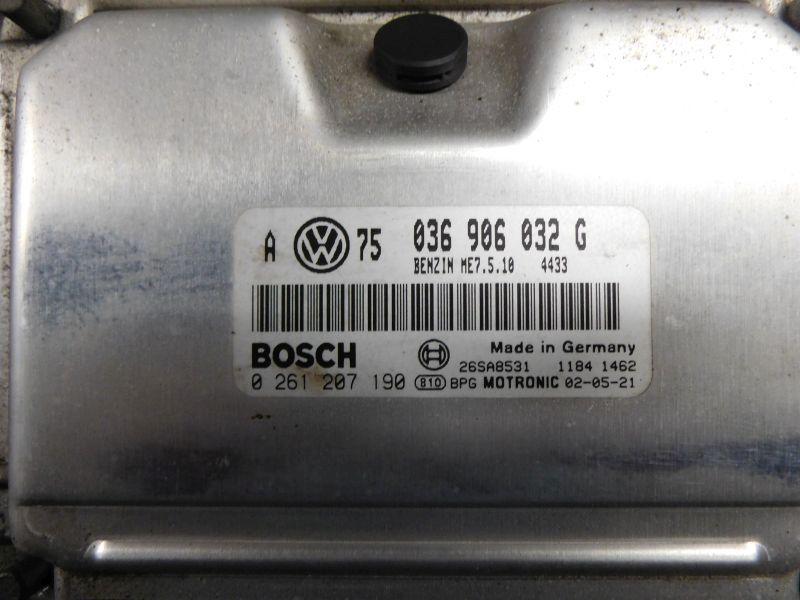 A VW 75 036 906 032 G
BENZIN ME7.5.10 4433
BOSCH Made in Germany
26SA8531 1184 1462
0 261 207 190 810 BPG MOTRONIC 02-05-21